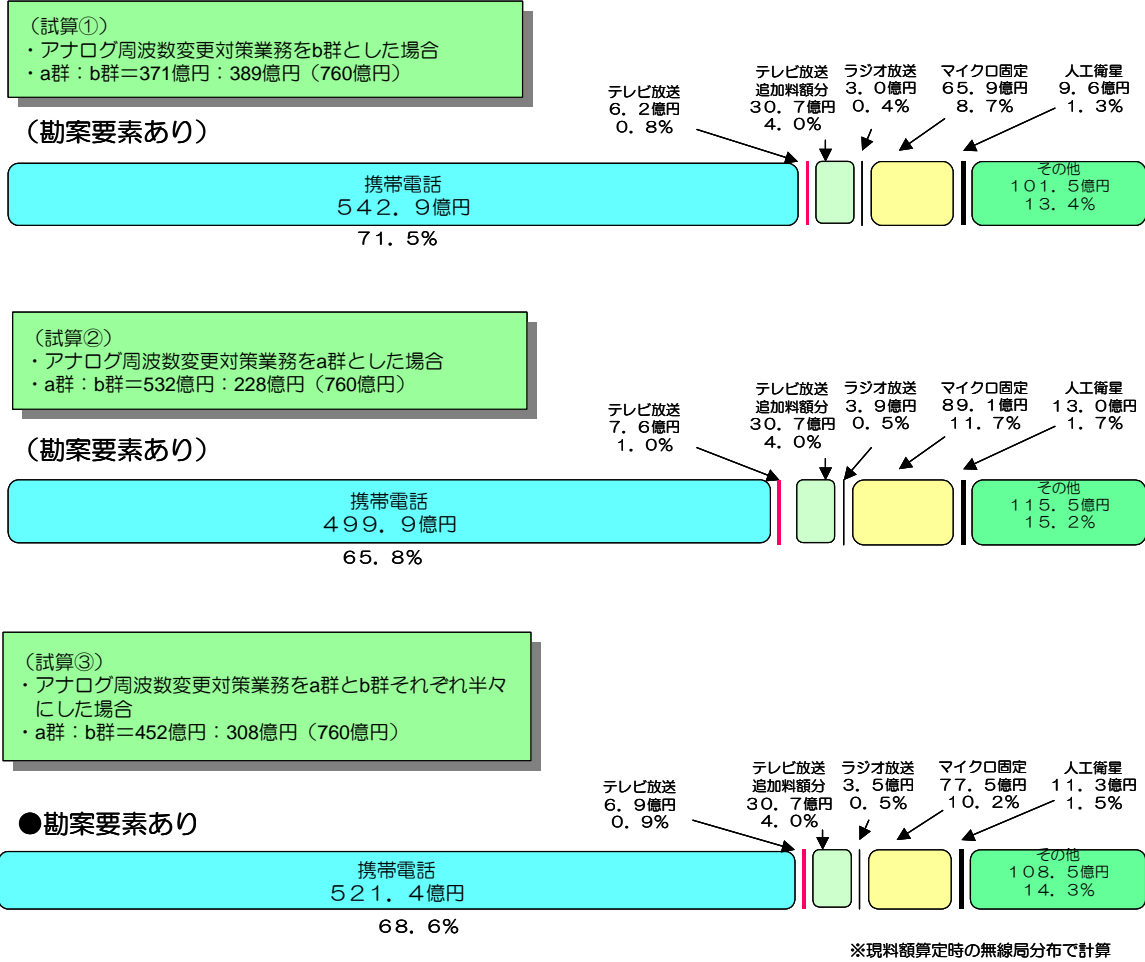 （試算①）
・アナログ周波数変更対策業務をb群とした場合
・a群：b群＝371億円：389億円（760億円）
（勘案要素あり）
テレビ放送
６．２億円
０．８％
テレビ放送
追加料額分
３０．７億円
４．０％
ラジオ放送
３．０億円
０．４％
マイクロ固定
６５．９億円
８．７％
人工衛星
９．６億円
１．３％
携帯電話
５４２．９億円
７１．５％
その他
１０１．５億円
１３．４％
（試算②）
・アナログ周波数変更対策業務をa群とした場合
・a群：b群＝532億円：228億円（760億円）
（勘案要素あり）
テレビ放送
７．６億円
１．０％
テレビ放送
追加料額分
３０．７億円
４．０％
ラジオ放送
３．９億円
０．５％
マイクロ固定
８９．１億円
１１．７％
人工衛星
１３．０億円
１．７％
携帯電話
４９９．９億円
６５．８％
その他
１１５．５億円
１５．２％
（試算③）
・アナログ周波数変更対策業務をa群とb群それぞれ半々
にした場合
・a群：b群＝452億円：308億円（760億円）
●勘案要素あり
テレビ放送
６．９億円
０．９％
テレビ放送
追加料額分
３０．７億円
４．０％
ラジオ放送
３．５億円
０．５％
マイクロ固定
７７．５億円
１０．２％
人工衛星
１１．３億円
１．５％
携帯電話
５２１．４億円
６８．６％
その他
１０８．５億円
１４．３％
※現料額算定時の無線局分布で計算